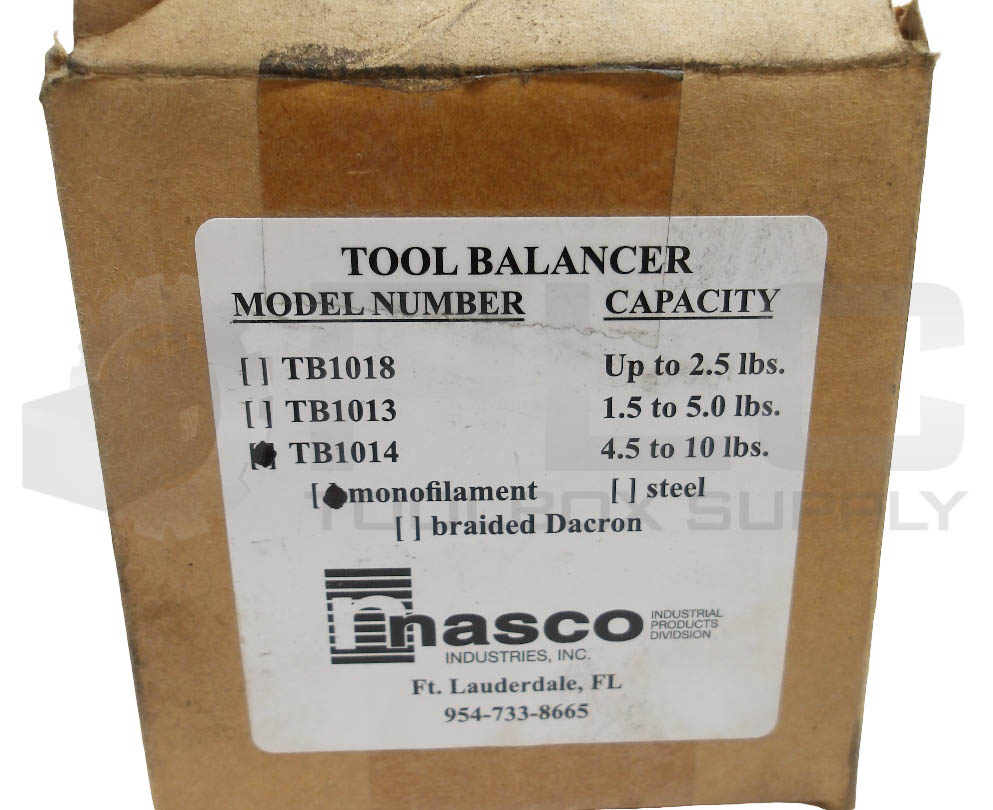 TOOL BALANCER
MODEL NUMBER CAPACITY
[ ] TB1018 Up to 2.5 lbs.
[ ] TB1013 1.5 to 5.0 lbs.
[ ] TB1014 4.5 to 10 lbs.
[ ] monofilament [ ] steel
[ ] braided Dacron
nasco INDUSTRIAL
PRODUCTS
DIVIDSION
INDUSTRIES, INC.
Ft. Lauderdale, FL
954-733-8665
PLC
TOOLBOX SUPPLY